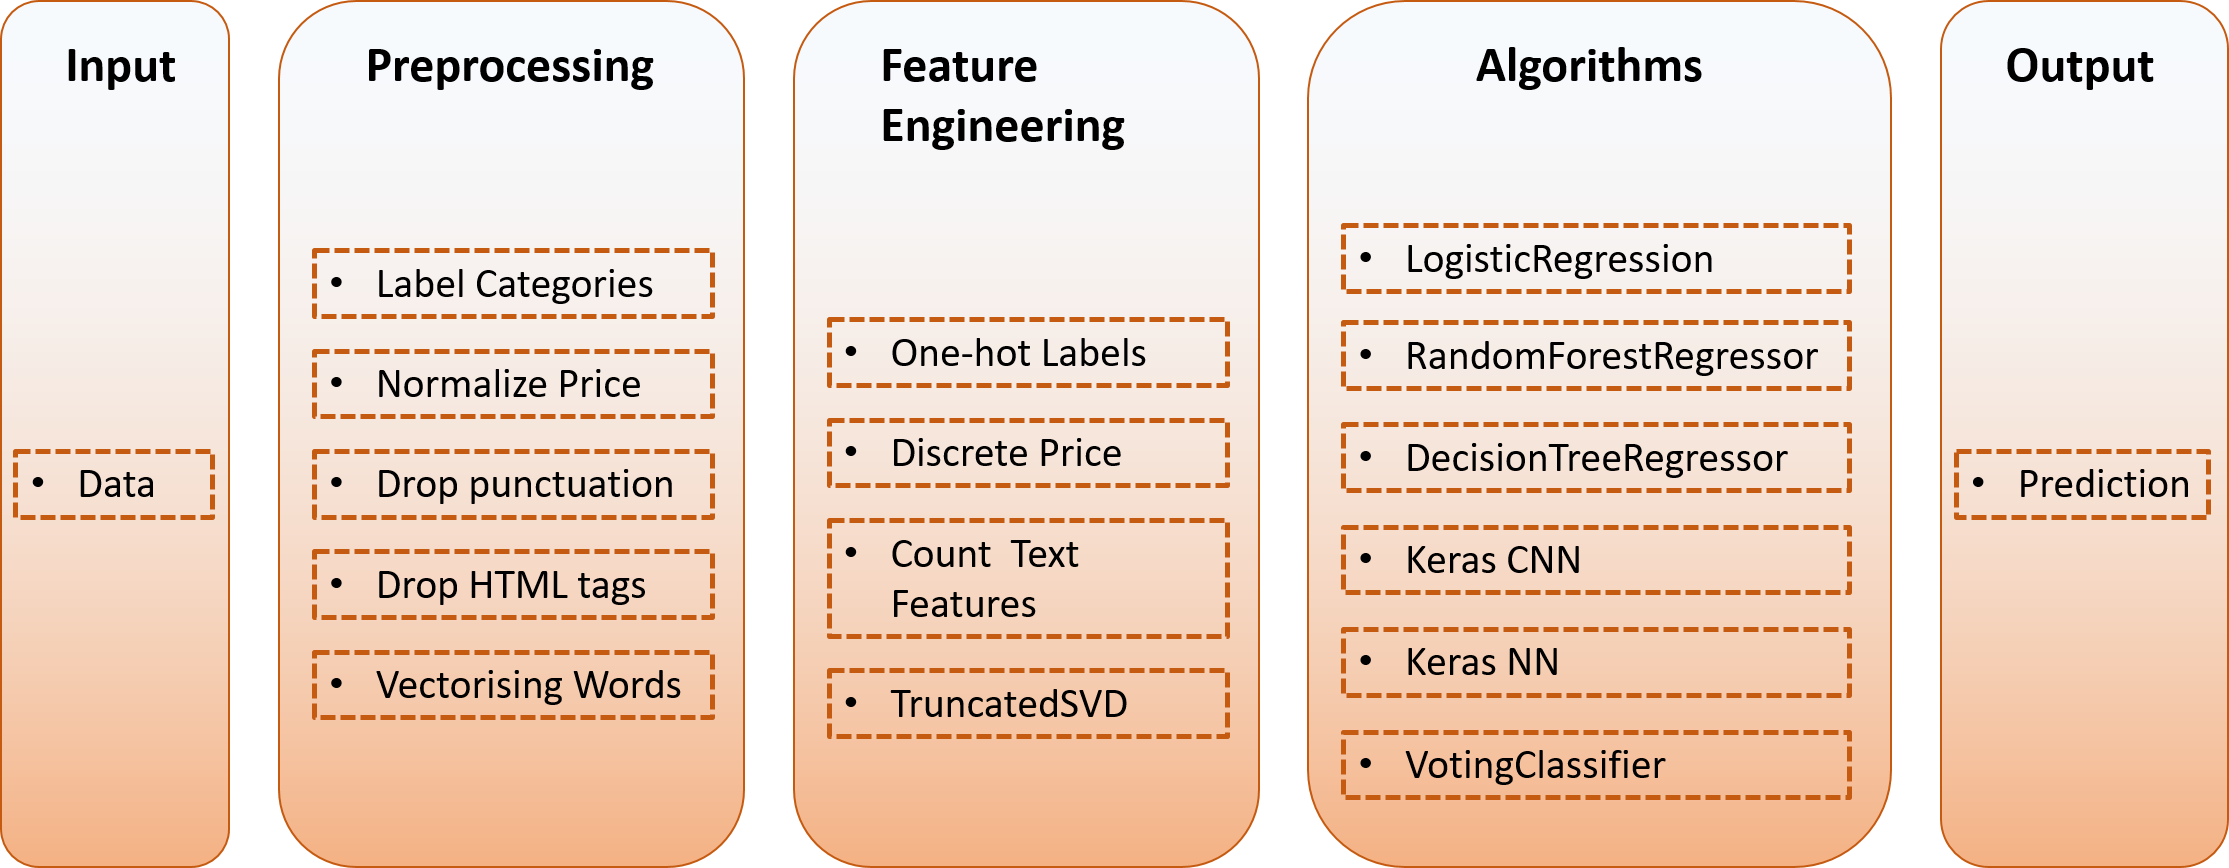 Input
• Data
Preprocessing
• Label Categories
• Normalize Price
• Drop punctuation
• Drop HTML tags
• Vectorising Words
Feature
Engineering
• One-hot Labels
• Discrete Price
• Count  Text
Features
• TruncatedSVD
Algorithms
• LogisticRegression
• RandomForestRegressor
• DecisionTreeRegressor
• Keras CNN
• Keras NN
• VotingClassifier
Output
• Prediction